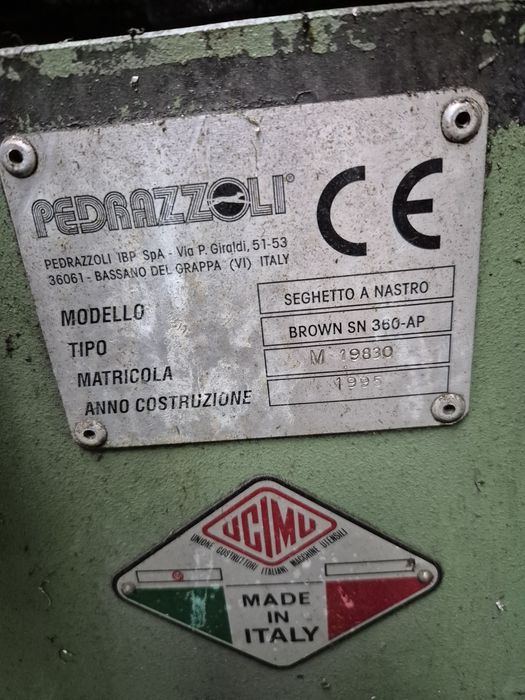 PEDRAZZOLI®
CE
PEDRAZZOLI IBP SpA - Via P. Giraldi, 51-53
36061 - BASSANO DEL GRAPPA (VI) ITALY
MODELLO SEGHETTO A NASTRO
TIPO BROWN SN 360-AP
MATRICOLA M 19830
ANNO COSTRUZIONE 1995
UCIMU
UNIONE COSTRUTTORI ITALIANI MACCHINE UTENSILI
MADE
IN
ITALY